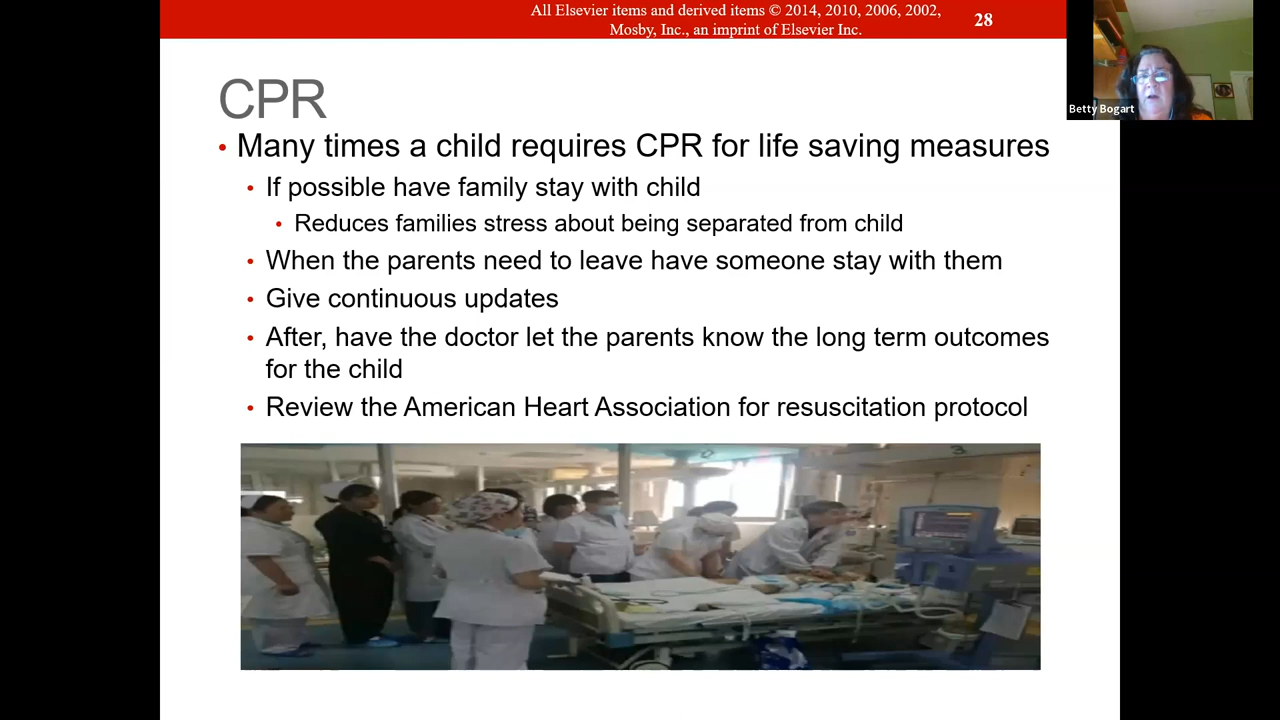 All Elsevier items and derived items © 2014, 2010, 2006, 2002,
Mosby, Inc., an imprint of Elsevier Inc.
28
Betty Bogart
CPR
• Many times a child requires CPR for life saving measures
• If possible have family stay with child
• Reduces families stress about being separated from child
• When the parents need to leave have someone stay with them
• Give continuous updates
• After, have the doctor let the parents know the long term outcomes
for the child
• Review the American Heart Association for resuscitation protocol